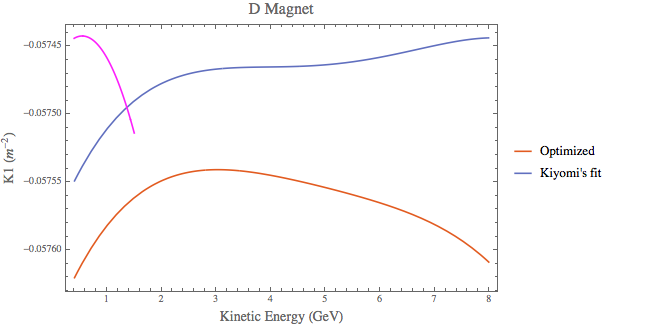 D Magnet
-0.05745
-0.05750
-0.05755
-0.05760
K1 (m⁻²)
1 2 3 4 5 6 7 8
Kinetic Energy (GeV)
Optimized
Kiyomi's fit